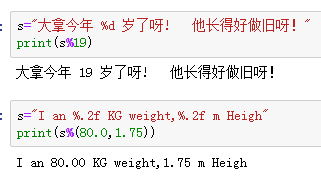 s="大拿今年 %d 岁了呀!  他长得好做旧呀!"
print(s%19)
大拿今年 19 岁了呀!  他长得好做旧呀!
s="I an %.2f KG weight,%.2f m Heigh"
print(s%(80.0,1.75))
I an 80.00 KG weight,1.75 m Heigh